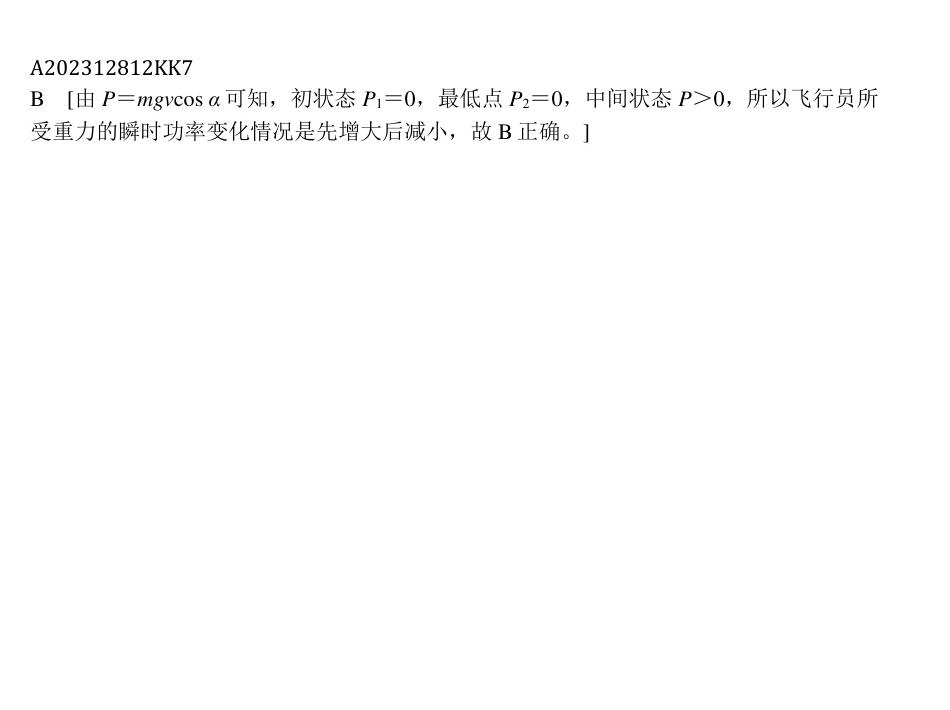 A202312812KK7
B　[由 P＝mgvcos α 可知，初状态 P₁＝0，最低点 P₂＝0，中间状态 P＞0，所以飞行员所
受重力的瞬时功率变化情况是先增大后减小，故 B 正确。]